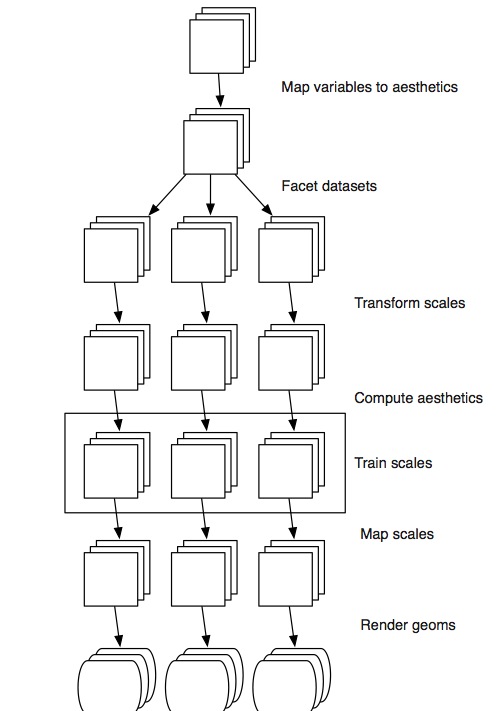 Map variables to aesthetics
Facet datasets
Transform scales
Compute aesthetics
Train scales
Map scales
Render geoms